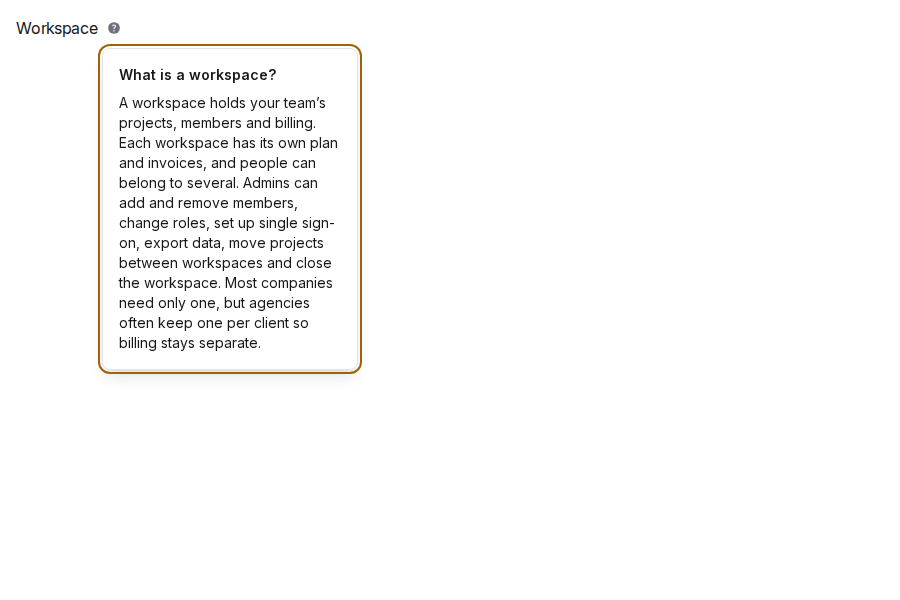 Workspace ?
What is a workspace?
A workspace holds your team’s
projects, members and billing.
Each workspace has its own plan
and invoices, and people can
belong to several. Admins can
add and remove members,
change roles, set up single sign-
on, export data, move projects
between workspaces and close
the workspace. Most companies
need only one, but agencies
often keep one per client so
billing stays separate.